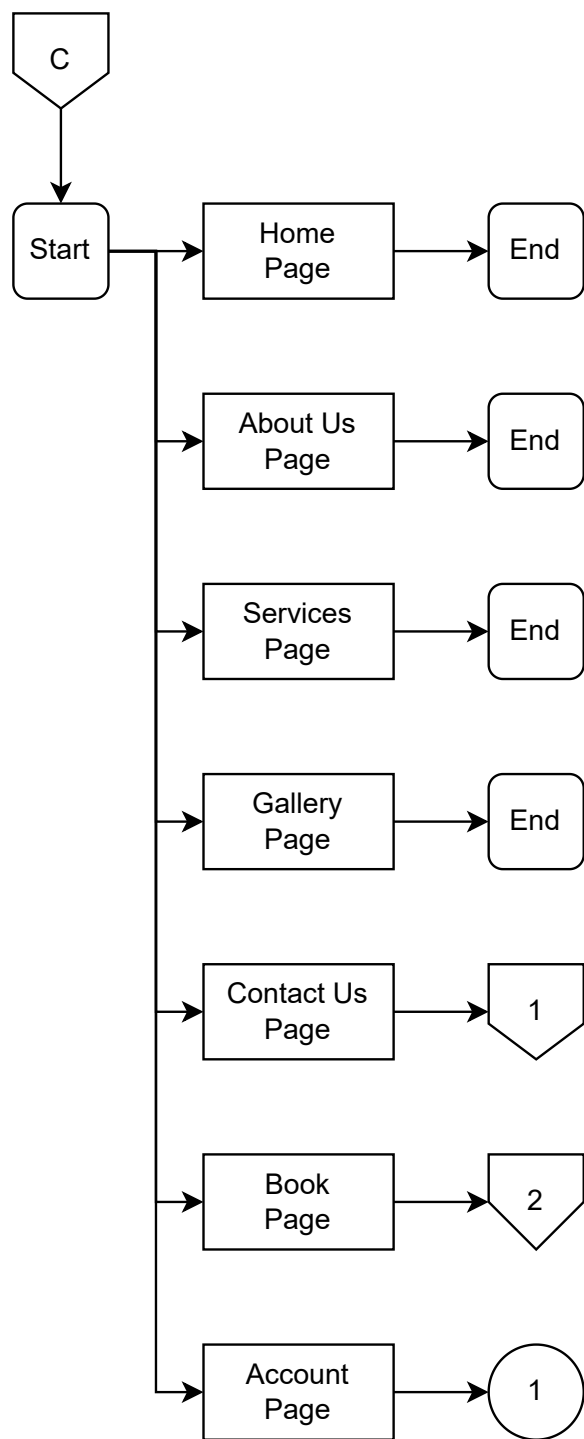 C
Start
Home
Page
End
About Us
Page
End
Services
Page
End
Gallery
Page
End
Contact Us
Page
1
Book
Page
2
Account
Page
1